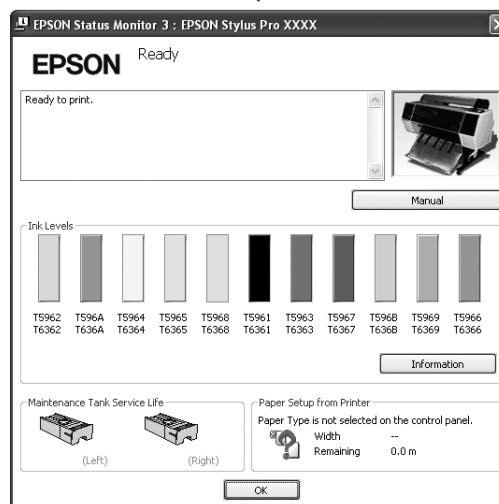 EPSON Status Monitor 3 : EPSON Stylus Pro XXXX
EPSON
Ready
Ready to print.
Manual
Ink Levels
T5962 T596A T5964 T5965 T5968 T5961 T5963 T5967 T596B T5969 T5966
T6362 T636A T6364 T6365 T6368 T6361 T6363 T6367 T636B T6369 T6366
Information
Maintenance Tank Service Life
(Left) (Right)
Paper Setup from Printer
Paper Type is not selected on the control panel.
Width --
Remaining 0.0 m
OK